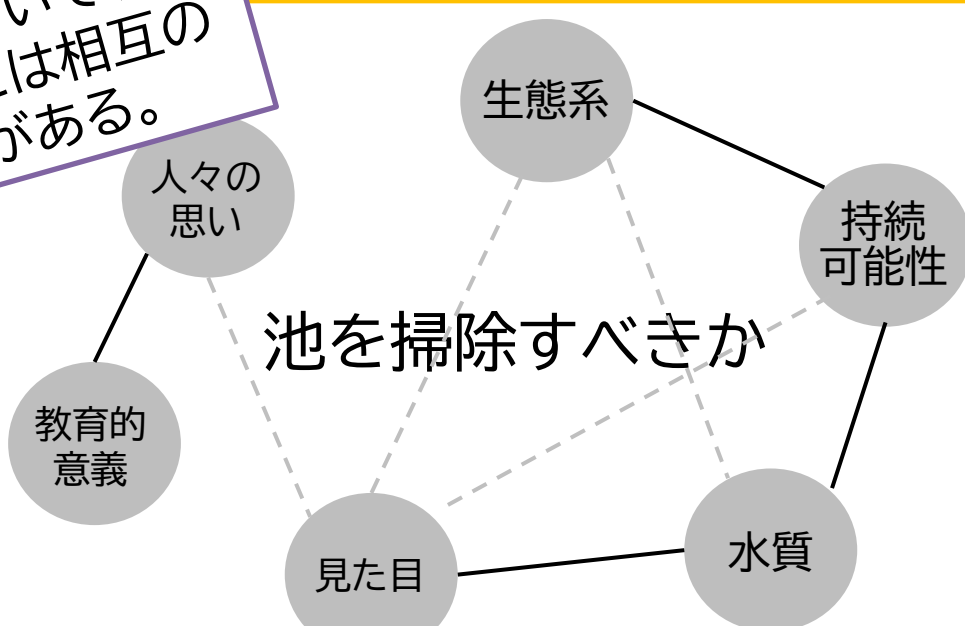 は相互の
がある。
生態系
人々の
思い
持続
可能性
池を掃除すべきか
教育的
意義
見た目
水質